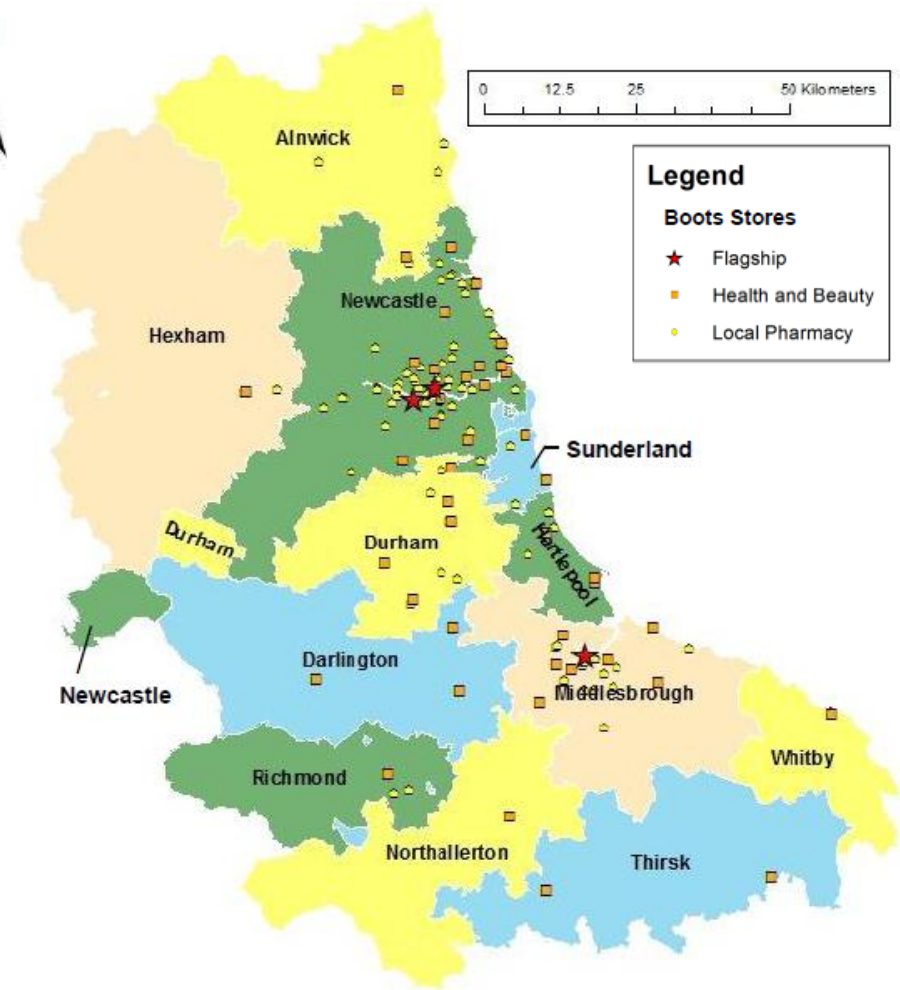 0 12.5 25 50 Kilometers
Alnwick
Legend
Boots Stores
Flagship
Health and Beauty
Local Pharmacy
Newcastle
Hexham
Sunderland
Durham
Durham
Hartlepool
Darlington
Newcastle
Middlesbrough
Whitby
Richmond
Northallerton
Thirsk